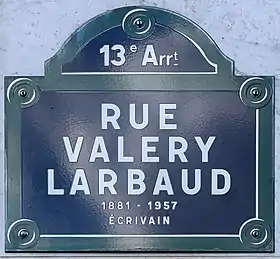 13e Arrt
RUE
VALERY
LARBAUD
1881 - 1957
ÉCRIVAIN